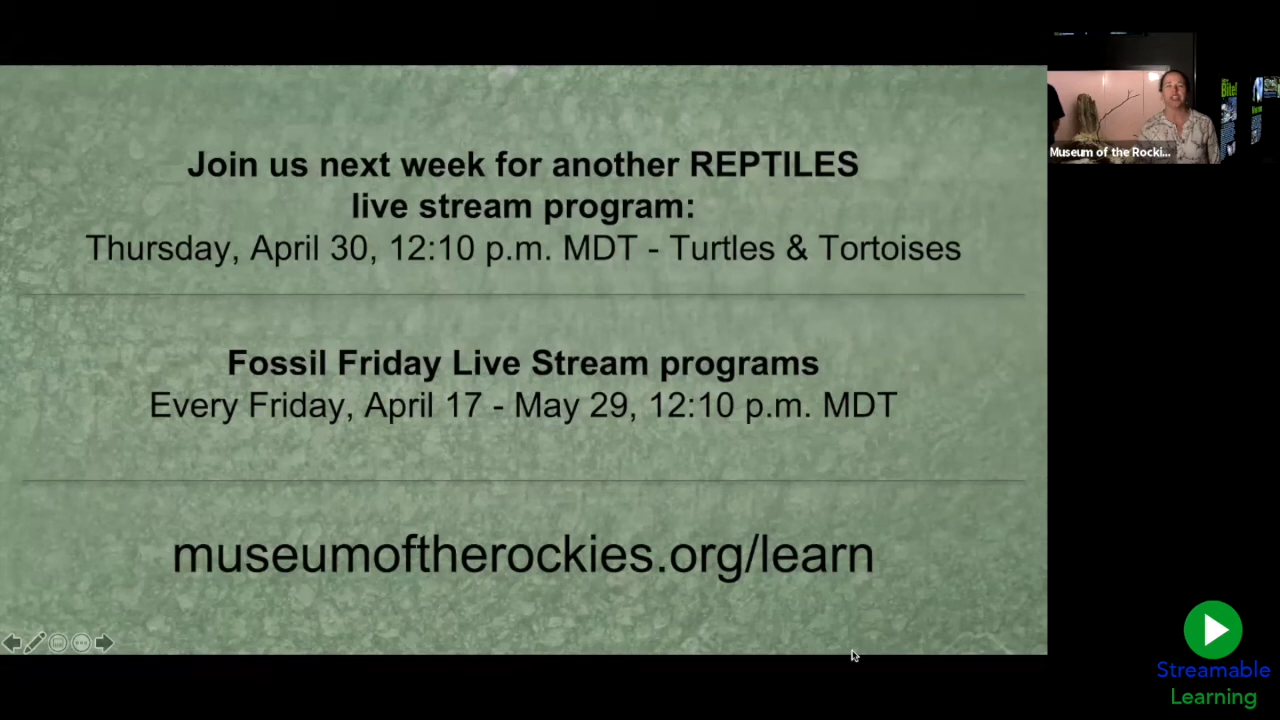 Join us next week for another REPTILES
live stream program:
Thursday, April 30, 12:10 p.m. MDT - Turtles & Tortoises
Fossil Friday Live Stream programs
Every Friday, April 17 - May 29, 12:10 p.m. MDT
museumoftherockies.org/learn
Museum of the Rocki...
Bite!
Streamable
Learning